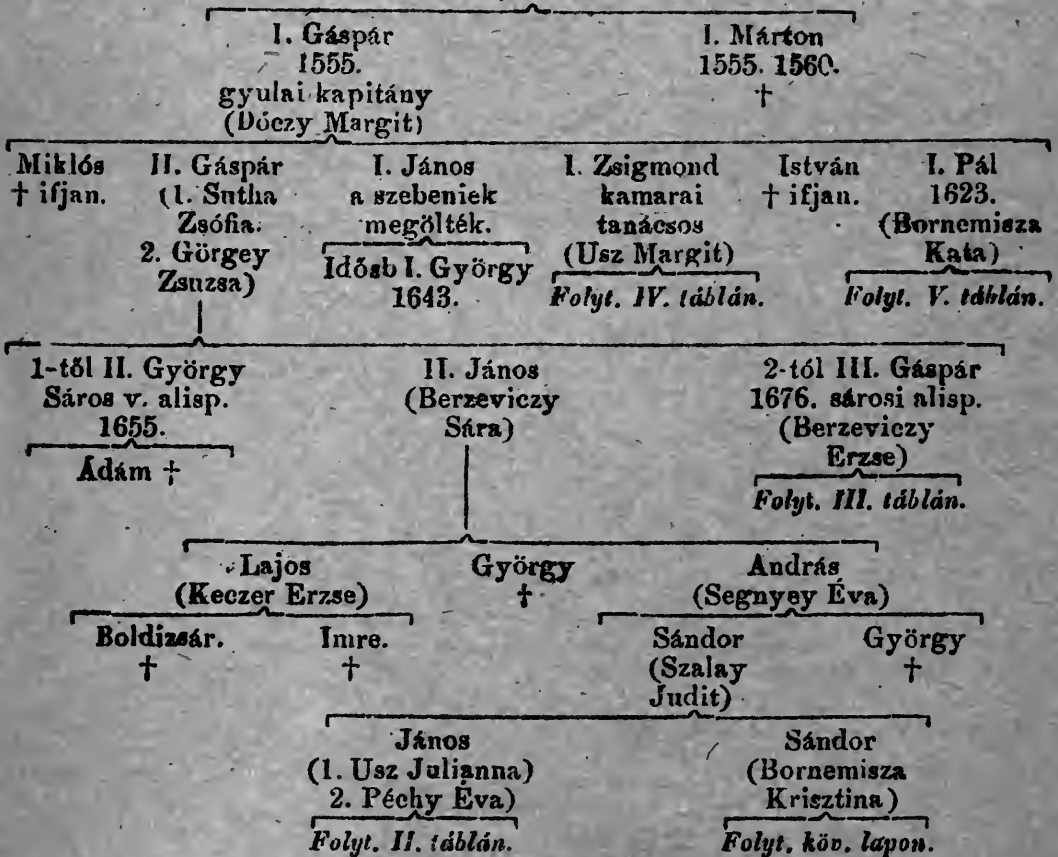 I. Gáspár
1555.
gyulai kapitány
(Dóczy Margit)
I. Márton
1555. 1560.
†
Miklós
† ifjan.
II. Gáspár
(1. Sutha
Zsófia.
2. Görgey
Zsuzsa)
I. János
a szebeniek
megölték.
Idősb I. György
1643.
I. Zsigmond
kamarai
tanácsos
(Usz Margit)
Folyt. IV. táblán.
István
† ifjan.
I. Pál
1623.
(Bornemisza
Kata)
Folyt. V. táblán.
1-től II. György
Sáros v. alisp.
1655.
Ádám †
II. János
(Berzeviczy
Sára)
2-tól III. Gáspár
1676. sárosi alisp.
(Berzeviczy
Erzse)
Folyt. III. táblán.
Lajos
(Keczer Erzse)
György
†
András
(Segnyey Éva)
Boldizsár.
†
Imre.
†
Sándor
(Szalay
Judit)
György
†
János
(1. Usz Julianna)
2. Péchy Éva)
Folyt. II. táblán.
Sándor
(Bornemisza
Krisztina)
Folyt. köv. lapon.